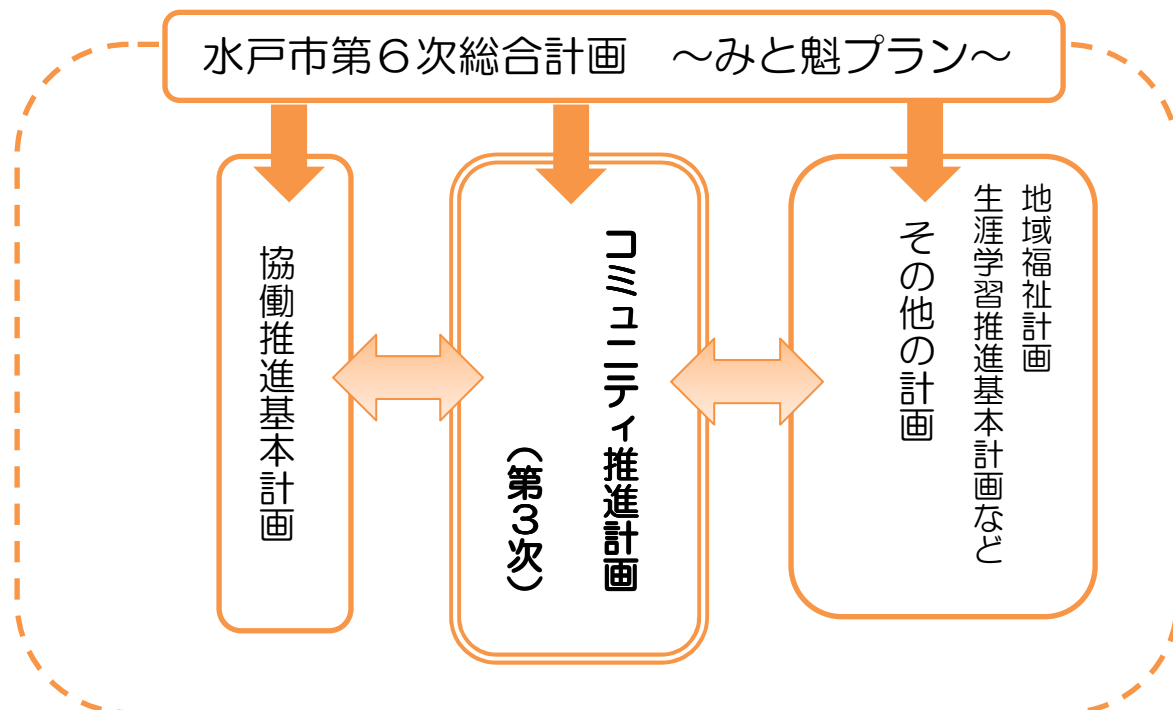 水戸市第６次総合計画　～みと魁プラン～
協働推進基本計画
コミュニティ推進計画
（第３次）
地域福祉計画
生涯学習推進基本計画など
その他の計画